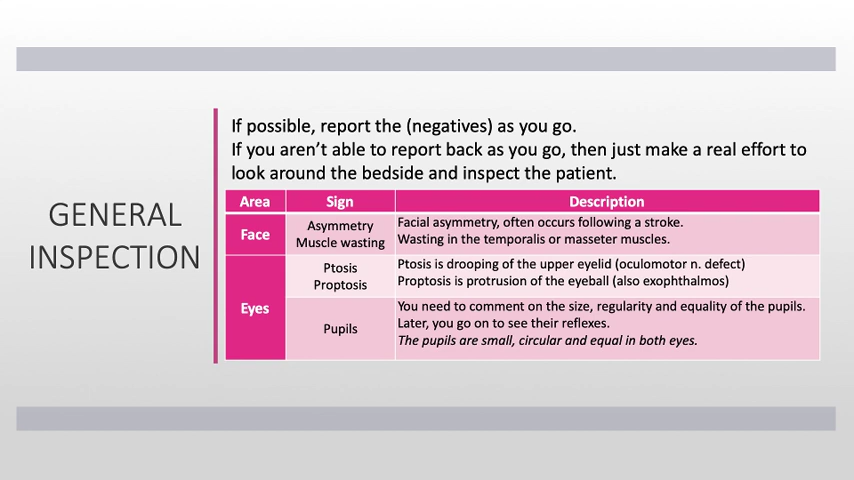 GENERAL
INSPECTION
If possible, report the (negatives) as you go.
If you aren't able to report back as you go, then just make a real effort to
look around the bedside and inspect the patient.
Area Sign Description
Face
Asymmetry
Muscle wasting
Facial asymmetry, often occurs following a stroke.
Wasting in the temporalis or masseter muscles.
Eyes
Ptosis
Proptosis
Ptosis is drooping of the upper eyelid (oculomotor n. defect)
Proptosis is protrusion of the eyeball (also exophthalmos)
Pupils
You need to comment on the size, regularity and equality of the pupils.
Later, you go on to see their reflexes.
The pupils are small, circular and equal in both eyes.